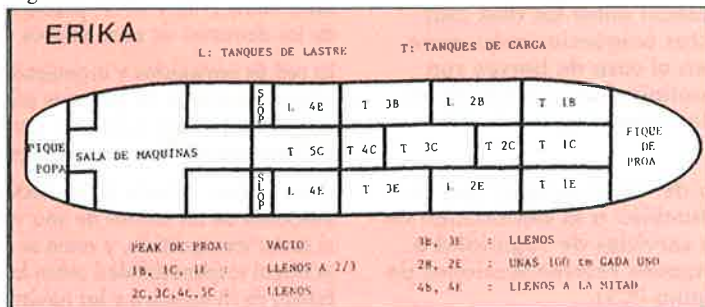 ERIKA
L: TANQUES DE LASTRE T: TANQUES DE CARGA
SLOP L 4E T 3B L 2B T 1B
PIQUE POPA SALA DE MAQUINAS T 5C T 4C T 3C T 2C T 1C PIQUE DE PROA
SLOP L 4E T 3E L 2E T 1E
PEAK DE PROA: VACIO 3B, 3E : LLENOS
1B, 1C, 1E LLENOS A 2/3 2B, 2E : UNAS 100 cm GADA UNO
2C,3C,4C,5C LLENOS 4B, 4E : LLENOS A LA MITAD